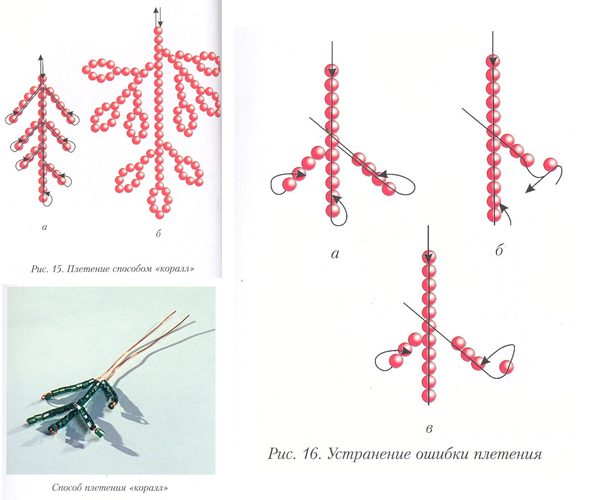 а
б
Рис. 15. Плетение способом «коралл»
Способ плетения «коралл»
а
б
в
Рис. 16. Устранение ошибки плетения